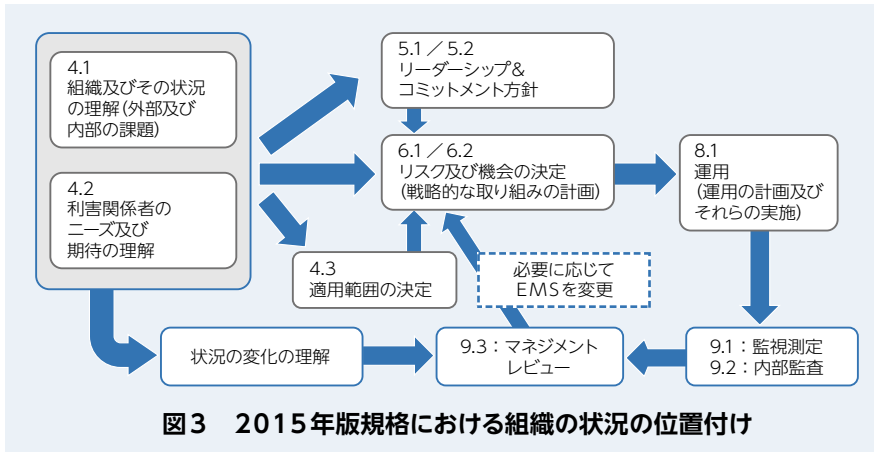 4.1
組織及びその状況
の理解(外部及び
内部の課題)
4.2
利害関係者の
ニーズ及び
期待の理解
5.1／5.2
リーダーシップ＆
コミットメント方針
6.1／6.2
リスク及び機会の決定
(戦略的な取り組みの計画)
8.1
運用
(運用の計画及び
それらの実施)
4.3
適用範囲の決定
必要に応じて
EMSを変更
状況の変化の理解
9.3：マネジメント
レビュー
9.1：監視測定
9.2：内部監査
図3　2015年版規格における組織の状況の位置付け